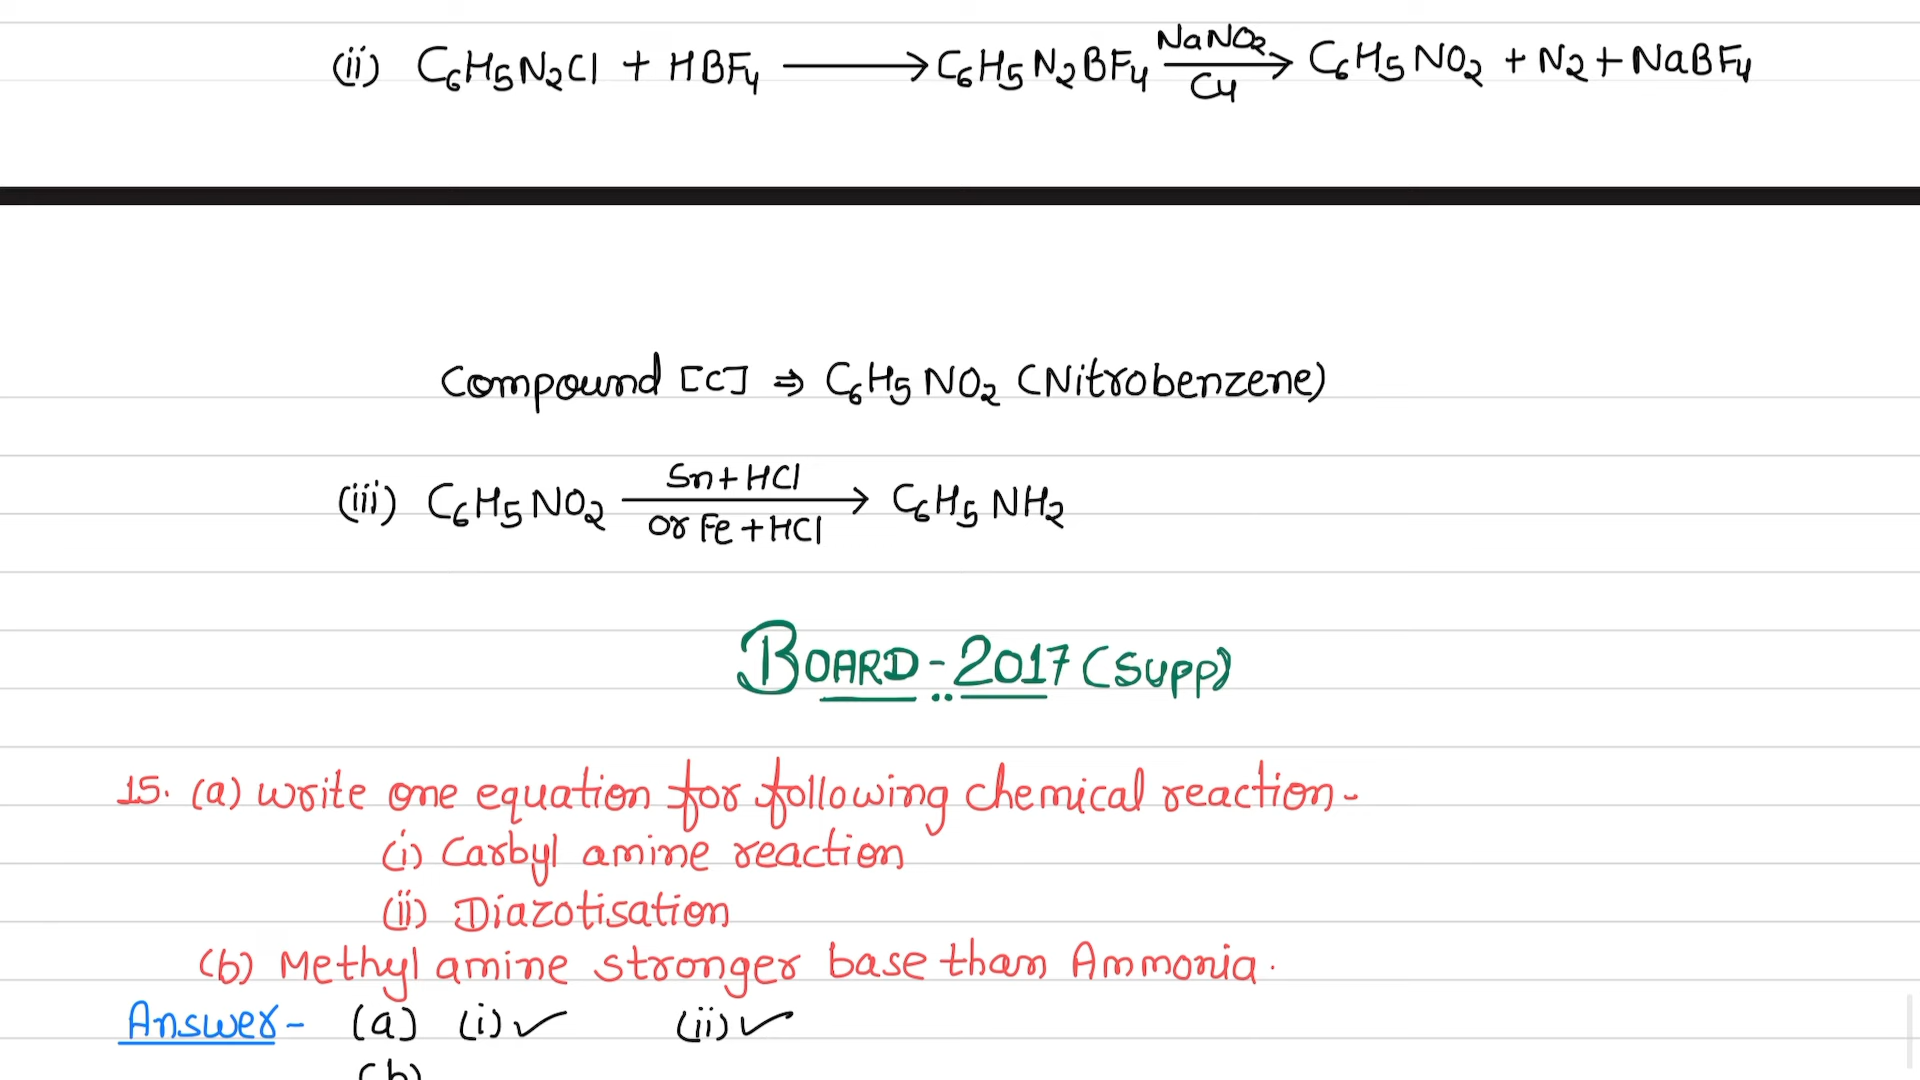 (ii) C₆H₅N₂Cl + HBF₄ ⟶ C₆H₅N₂BF₄ NaNO₂/Cu→ C₆H₅NO₂ + N₂ + NaBF₄
Compound [C] ⇒ C₆H₅NO₂ (Nitrobenzene)
(iii) C₆H₅NO₂ Sn+HCl/or Fe+HCl→ C₆H₅NH₂
BOARD-2017 (Supp)
15. (a) Write one equation for following chemical reaction-
(i) Carbyl amine reaction
(ii) Diazotisation
(b) Methyl amine stronger base than Ammonia.
Answer- (a) (i) ✓ (ii) ✓
(b)